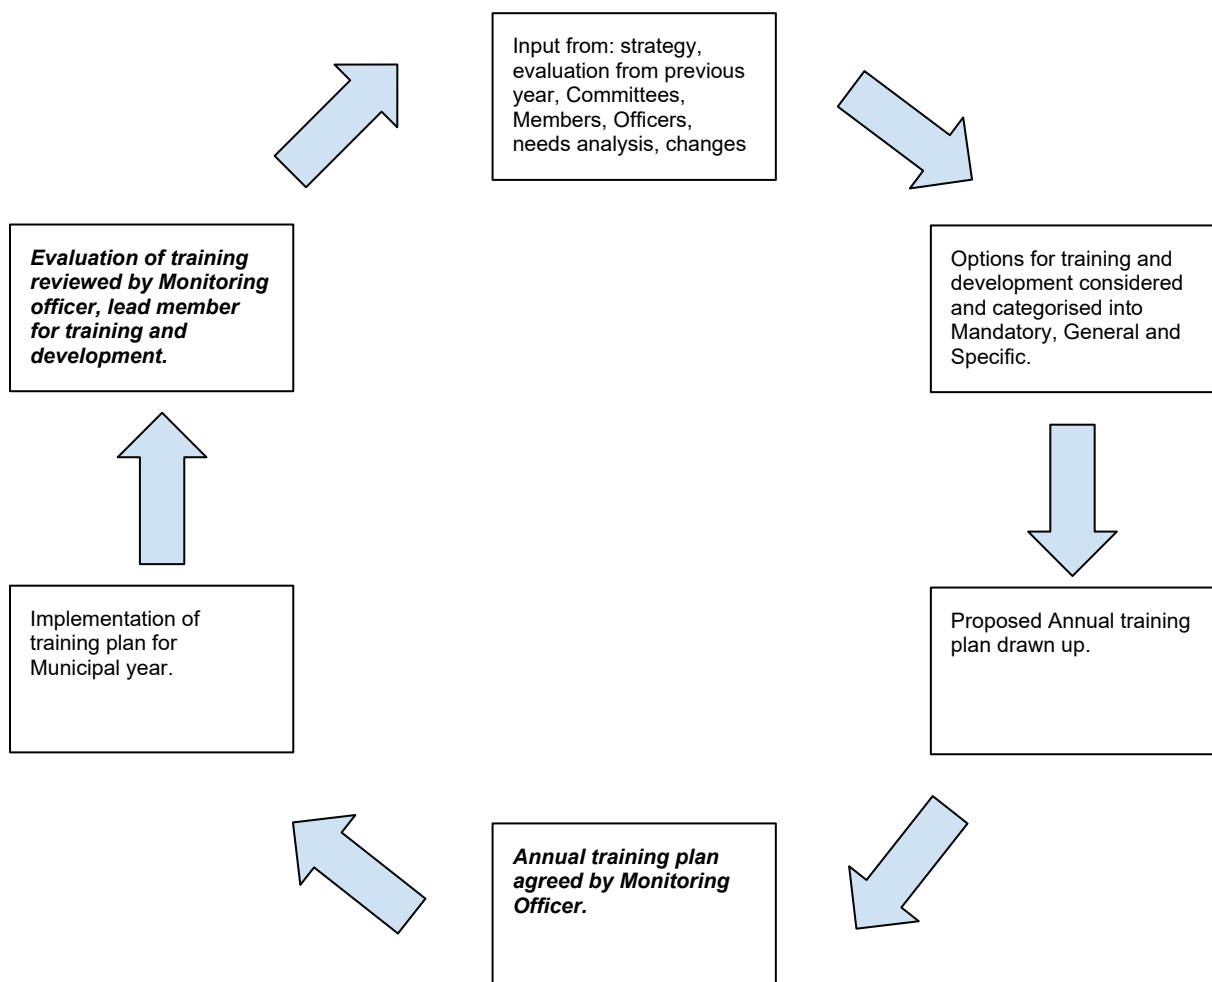 Input from: strategy,
evaluation from previous
year, Committees,
Members, Officers,
needs analysis, changes
Options for training and
development considered
and categorised into
Mandatory, General and
Specific.
Proposed Annual training
plan drawn up.
Annual training plan
agreed by Monitoring
Officer.
Implementation of
training plan for
Municipal year.
Evaluation of training
reviewed by Monitoring
officer, lead member
for training and
development.